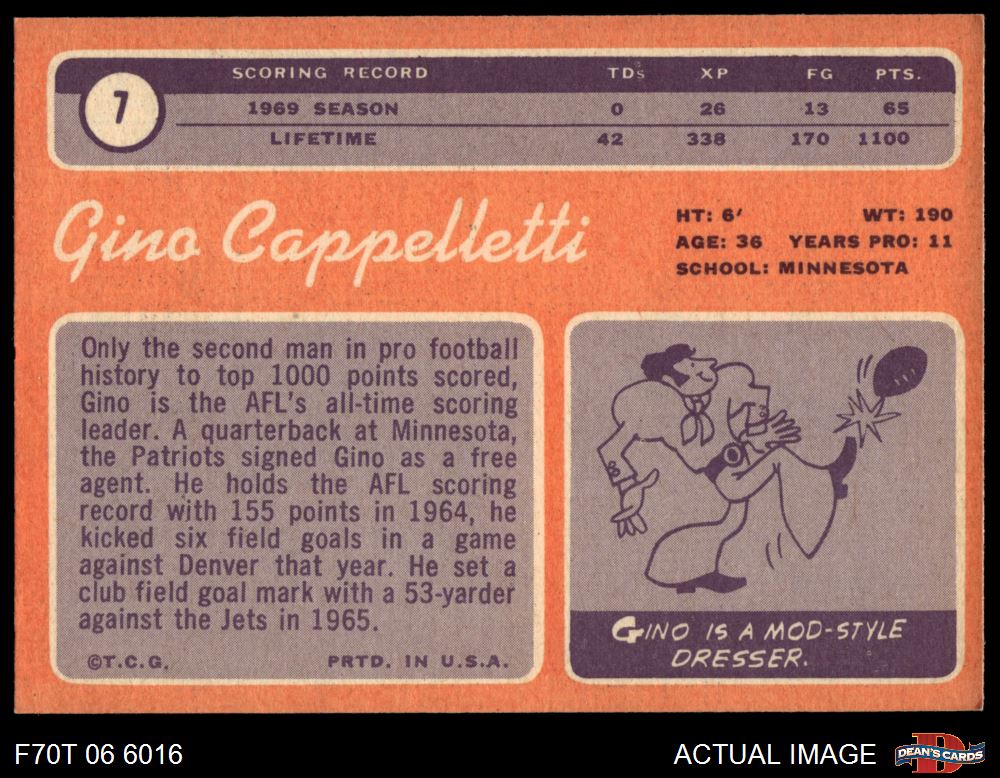 7
SCORING RECORD TDs XP FG PTS.
1969 SEASON 0 26 13 65
LIFETIME 42 338 170 1100
Gino Cappelletti
HT: 6' WT: 190
AGE: 36 YEARS PRO: 11
SCHOOL: MINNESOTA
Only the second man in pro football
history to top 1000 points scored,
Gino is the AFL's all-time scoring
leader. A quarterback at Minnesota,
the Patriots signed Gino as a free
agent. He holds the AFL scoring
record with 155 points in 1964, he
kicked six field goals in a game
against Denver that year. He set a
club field goal mark with a 53-yarder
against the Jets in 1965.
©T.C.G. PRTD. IN U.S.A.
GINO IS A MOD-STYLE
DRESSER.
F70T 06 6016
ACTUAL IMAGE
DEAN'S CARDS